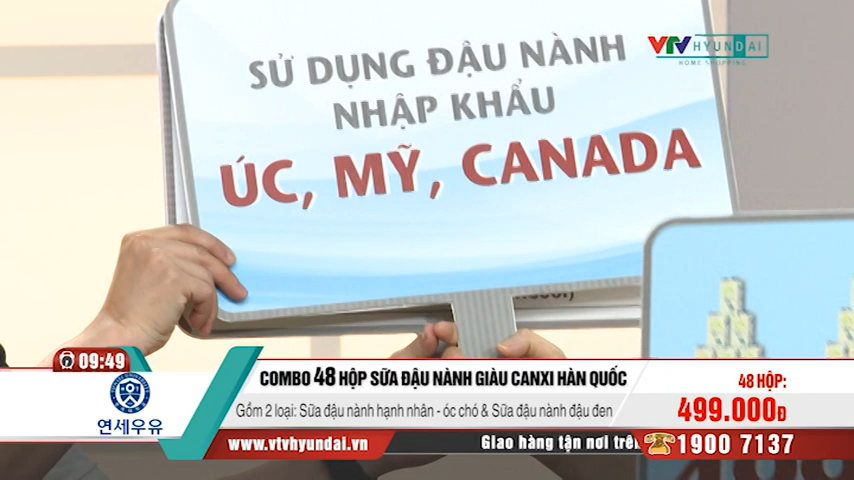 SỬ DỤNG ĐẬU NÀNH
NHẬP KHẨU
ÚC, MỸ, CANADA
VTV HYUNDAI
HOME SHOPPING
09:49
COMBO 48 HỘP SỮA ĐẬU NÀNH GIÀU CANXI HÀN QUỐC
48 HỘP:
Gồm 2 loại: Sữa đậu nành hạnh nhân - óc chó & Sữa đậu nành đậu đen
499.000Đ
연세우유
www.vtvhyundai.vn
Giao hàng tận nơi trên
1900 7137